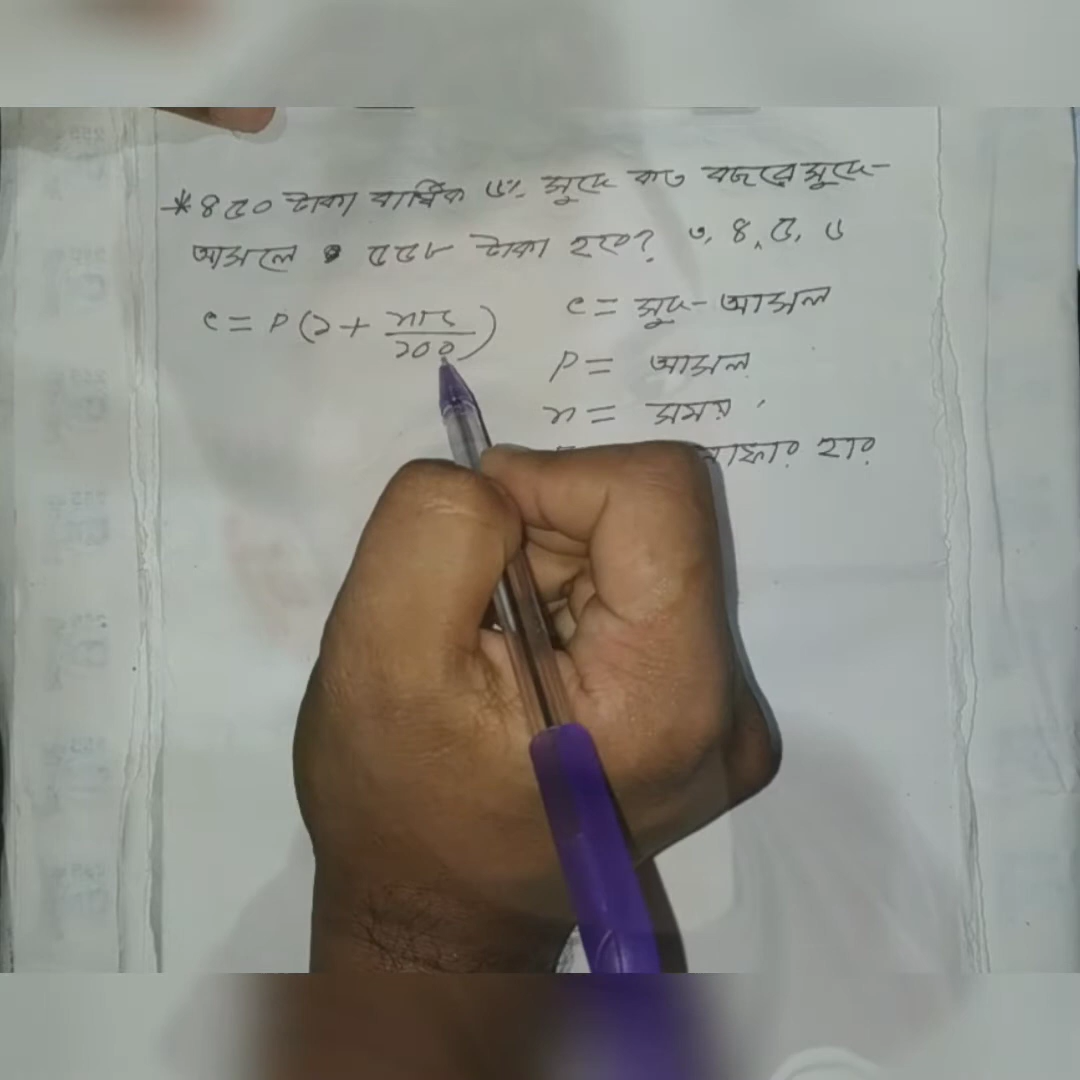 *৪৫০ টাকা বার্ষিক ৬% সুদে কত বছরে সুদে-
আসলে ৫৫৮ টাকা হবে? ৩, ৪, ৫, ৬
c = P(১+ nr/১০০)
c = সুদ-আসল
P = আসল
n = সময়
হার